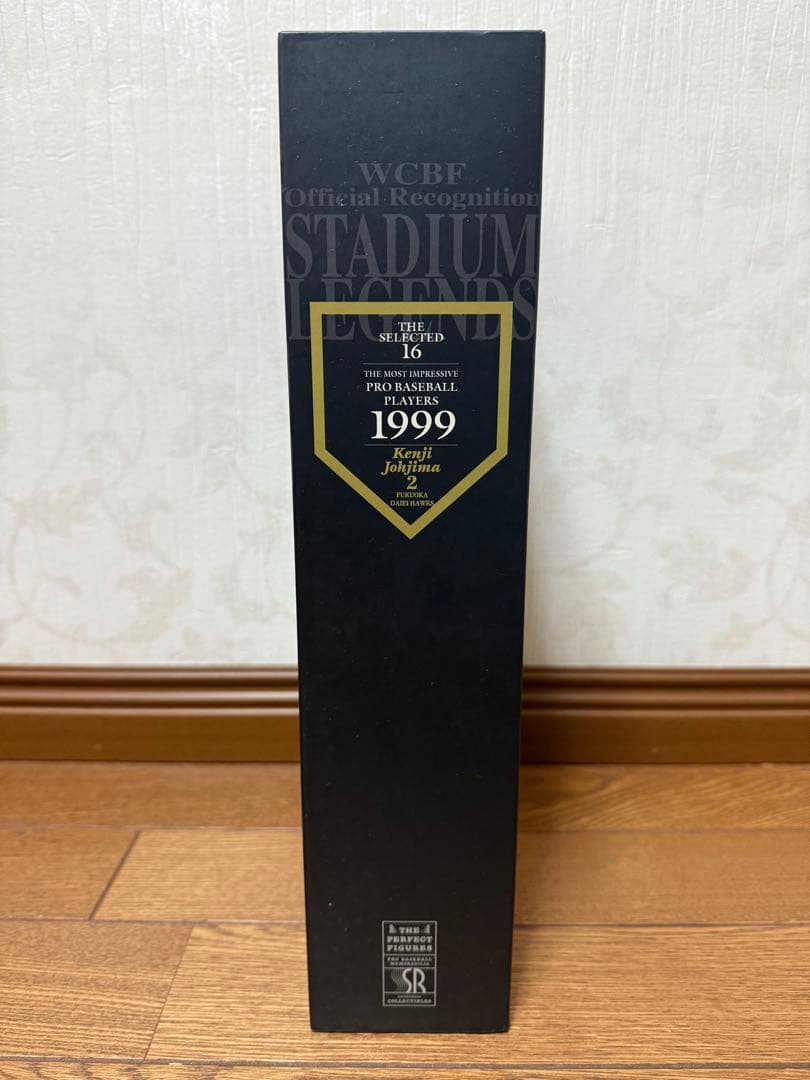 WCBF
Official Recognition
STADIUM
LEGENDS
THE
SELECTED
16
THE MOST IMPRESSIVE
PRO BASEBALL
PLAYERS
1999
Kenji
Johjima
2
FUKUOKA
DAIEI HAWKS
THE
PERFECT
FIGURES
PRO BASEBALL
MEMORABILIA
SR
COLLECTIBLES